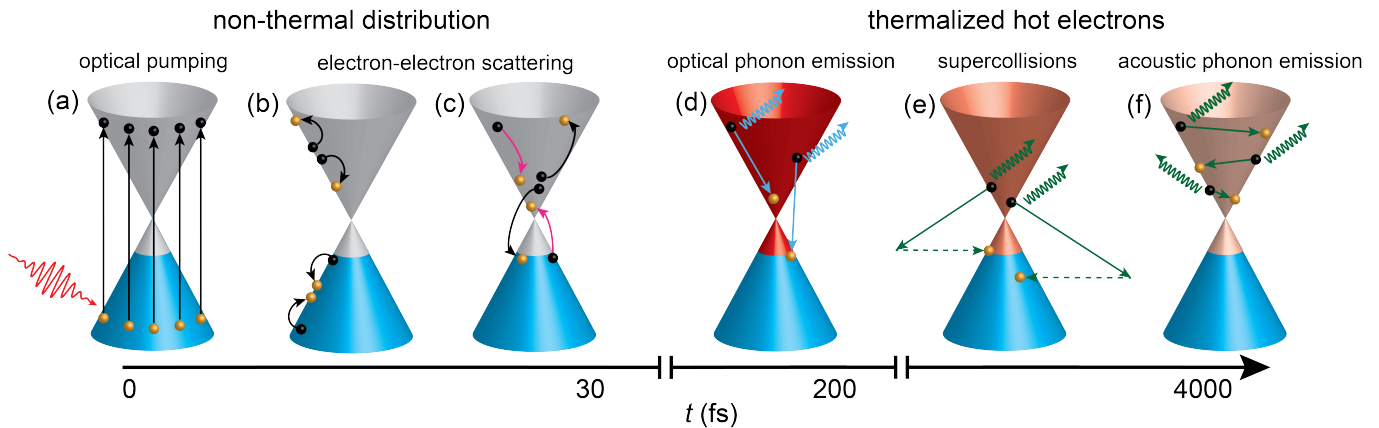 non-thermal distribution
thermalized hot electrons
optical pumping
electron-electron scattering
optical phonon emission
supercollisions
acoustic phonon emission
(a)
(b)
(c)
(d)
(e)
(f)
0
30
200
4000
t (fs)